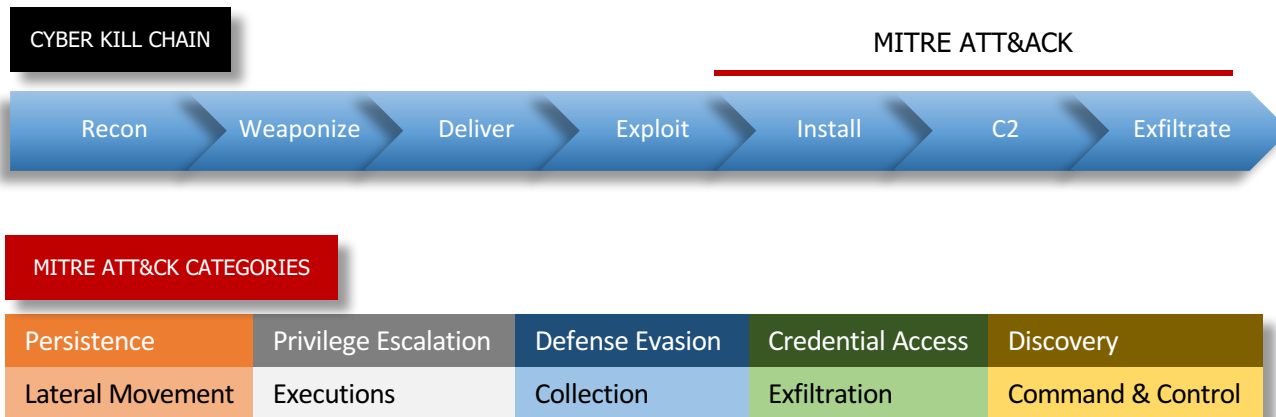 CYBER KILL CHAIN
MITRE ATT&ACK
Recon Weaponize Deliver Exploit Install C2 Exfiltrate
MITRE ATT&CK CATEGORIES
Persistence Privilege Escalation Defense Evasion Credential Access Discovery
Lateral Movement Executions Collection Exfiltration Command & Control